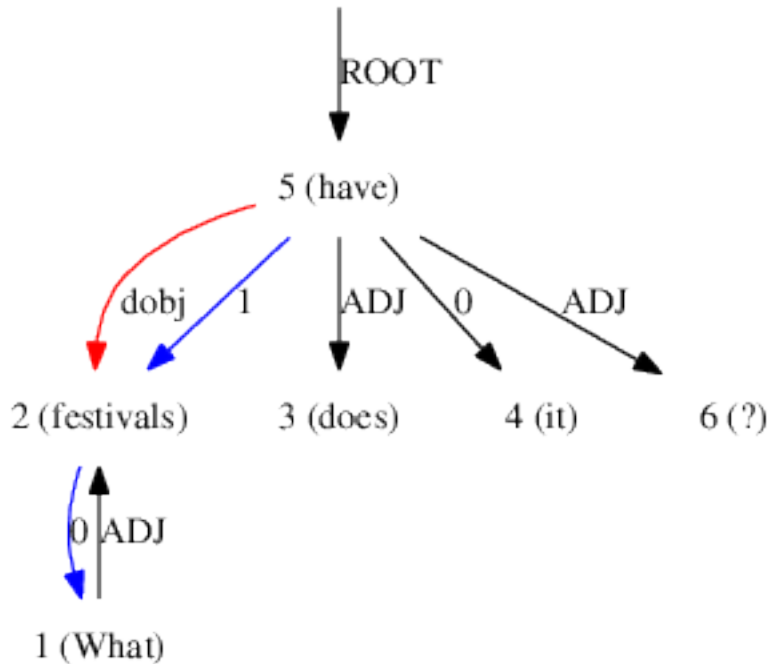 ROOT
5 (have)
dobj 1 ADJ 0 ADJ
2 (festivals) 3 (does) 4 (it) 6 (?)
0 ADJ
1 (What)